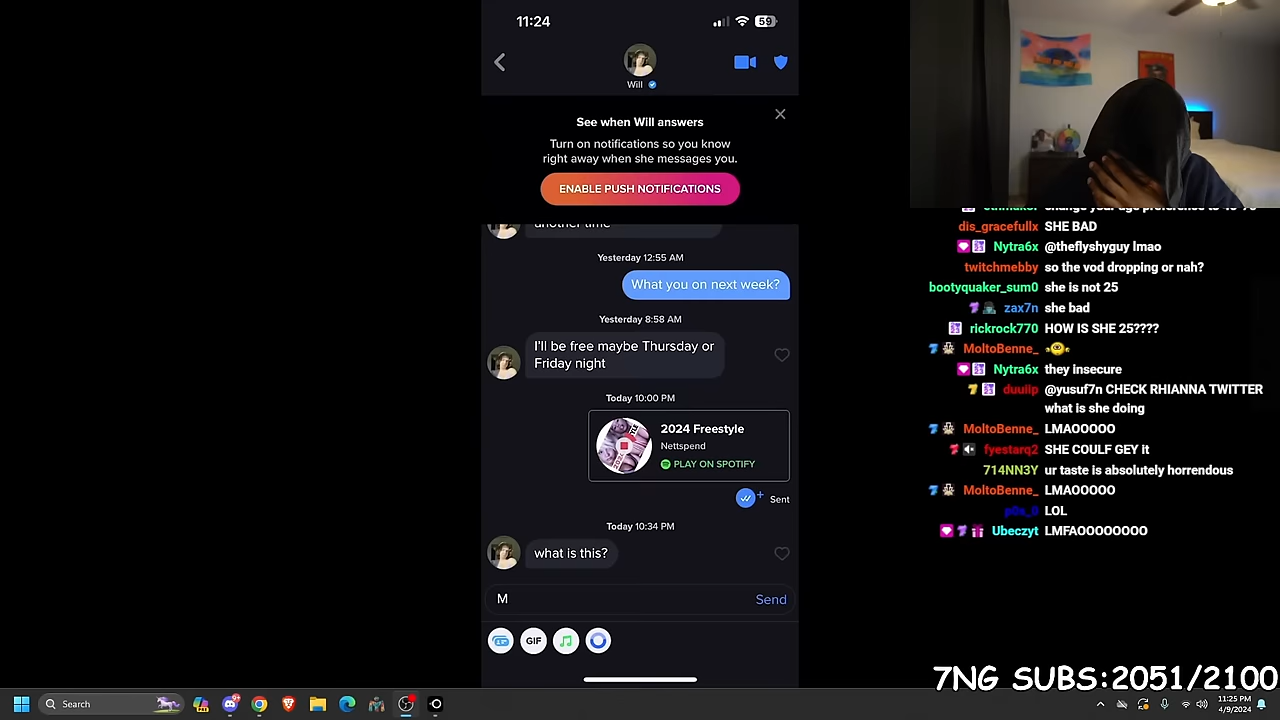 11:24
59
Will
See when Will answers
Turn on notifications so you know
right away when she messages you.
ENABLE PUSH NOTIFICATIONS
another time
Yesterday 12:55 AM
What you on next week?
Yesterday 8:58 AM
I'll be free maybe Thursday or
Friday night
Today 10:00 PM
2024 Freestyle
Nettspend
PLAY ON SPOTIFY
Sent
Today 10:34 PM
what is this?
M
Send
GIF
dis_gracefullx SHE BAD
Nytra6x @theflyshyguy lmao
twitchmebby so the vod dropping or nah?
bootyquaker_sum0 she is not 25
zax7n she bad
rickrock770 HOW IS SHE 25????
MoltoBenne_
Nytra6x they insecure
duuiip @yusuf7n CHECK RHIANNA TWITTER
what is she doing
MoltoBenne_ LMAOOOOO
fyestarq2 SHE COULF GEY it
714NN3Y ur taste is absolutely horrendous
MoltoBenne_ LMAOOOOO
p0s_0 LOL
Ubeczyt LMFAOOOOOOOO
7NG SUBS:2051/2100
Search
11:25 PM
4/9/2024